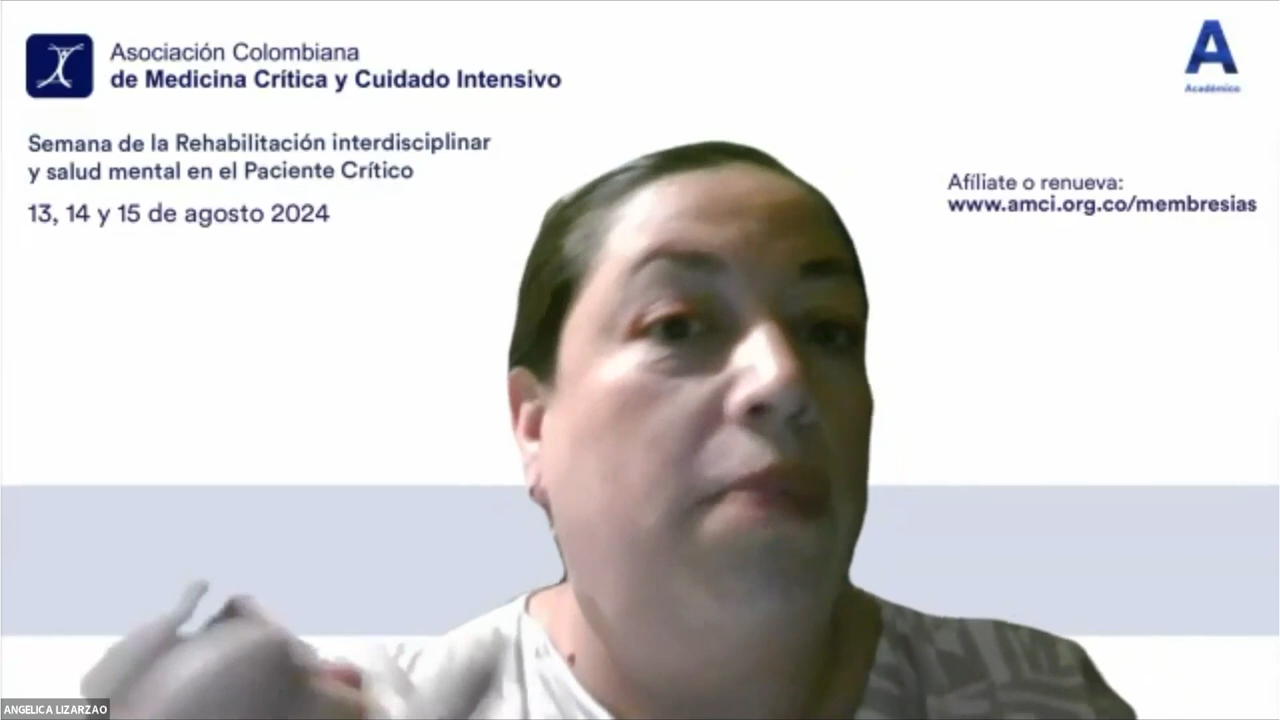 Asociación Colombiana
de Medicina Crítica y Cuidado Intensivo
A
Académico
Semana de la Rehabilitación interdisciplinar
y salud mental en el Paciente Crítico
13, 14 y 15 de agosto 2024
Afíliate o renueva:
www.amci.org.co/membresias
ANGELICA LIZARZAO